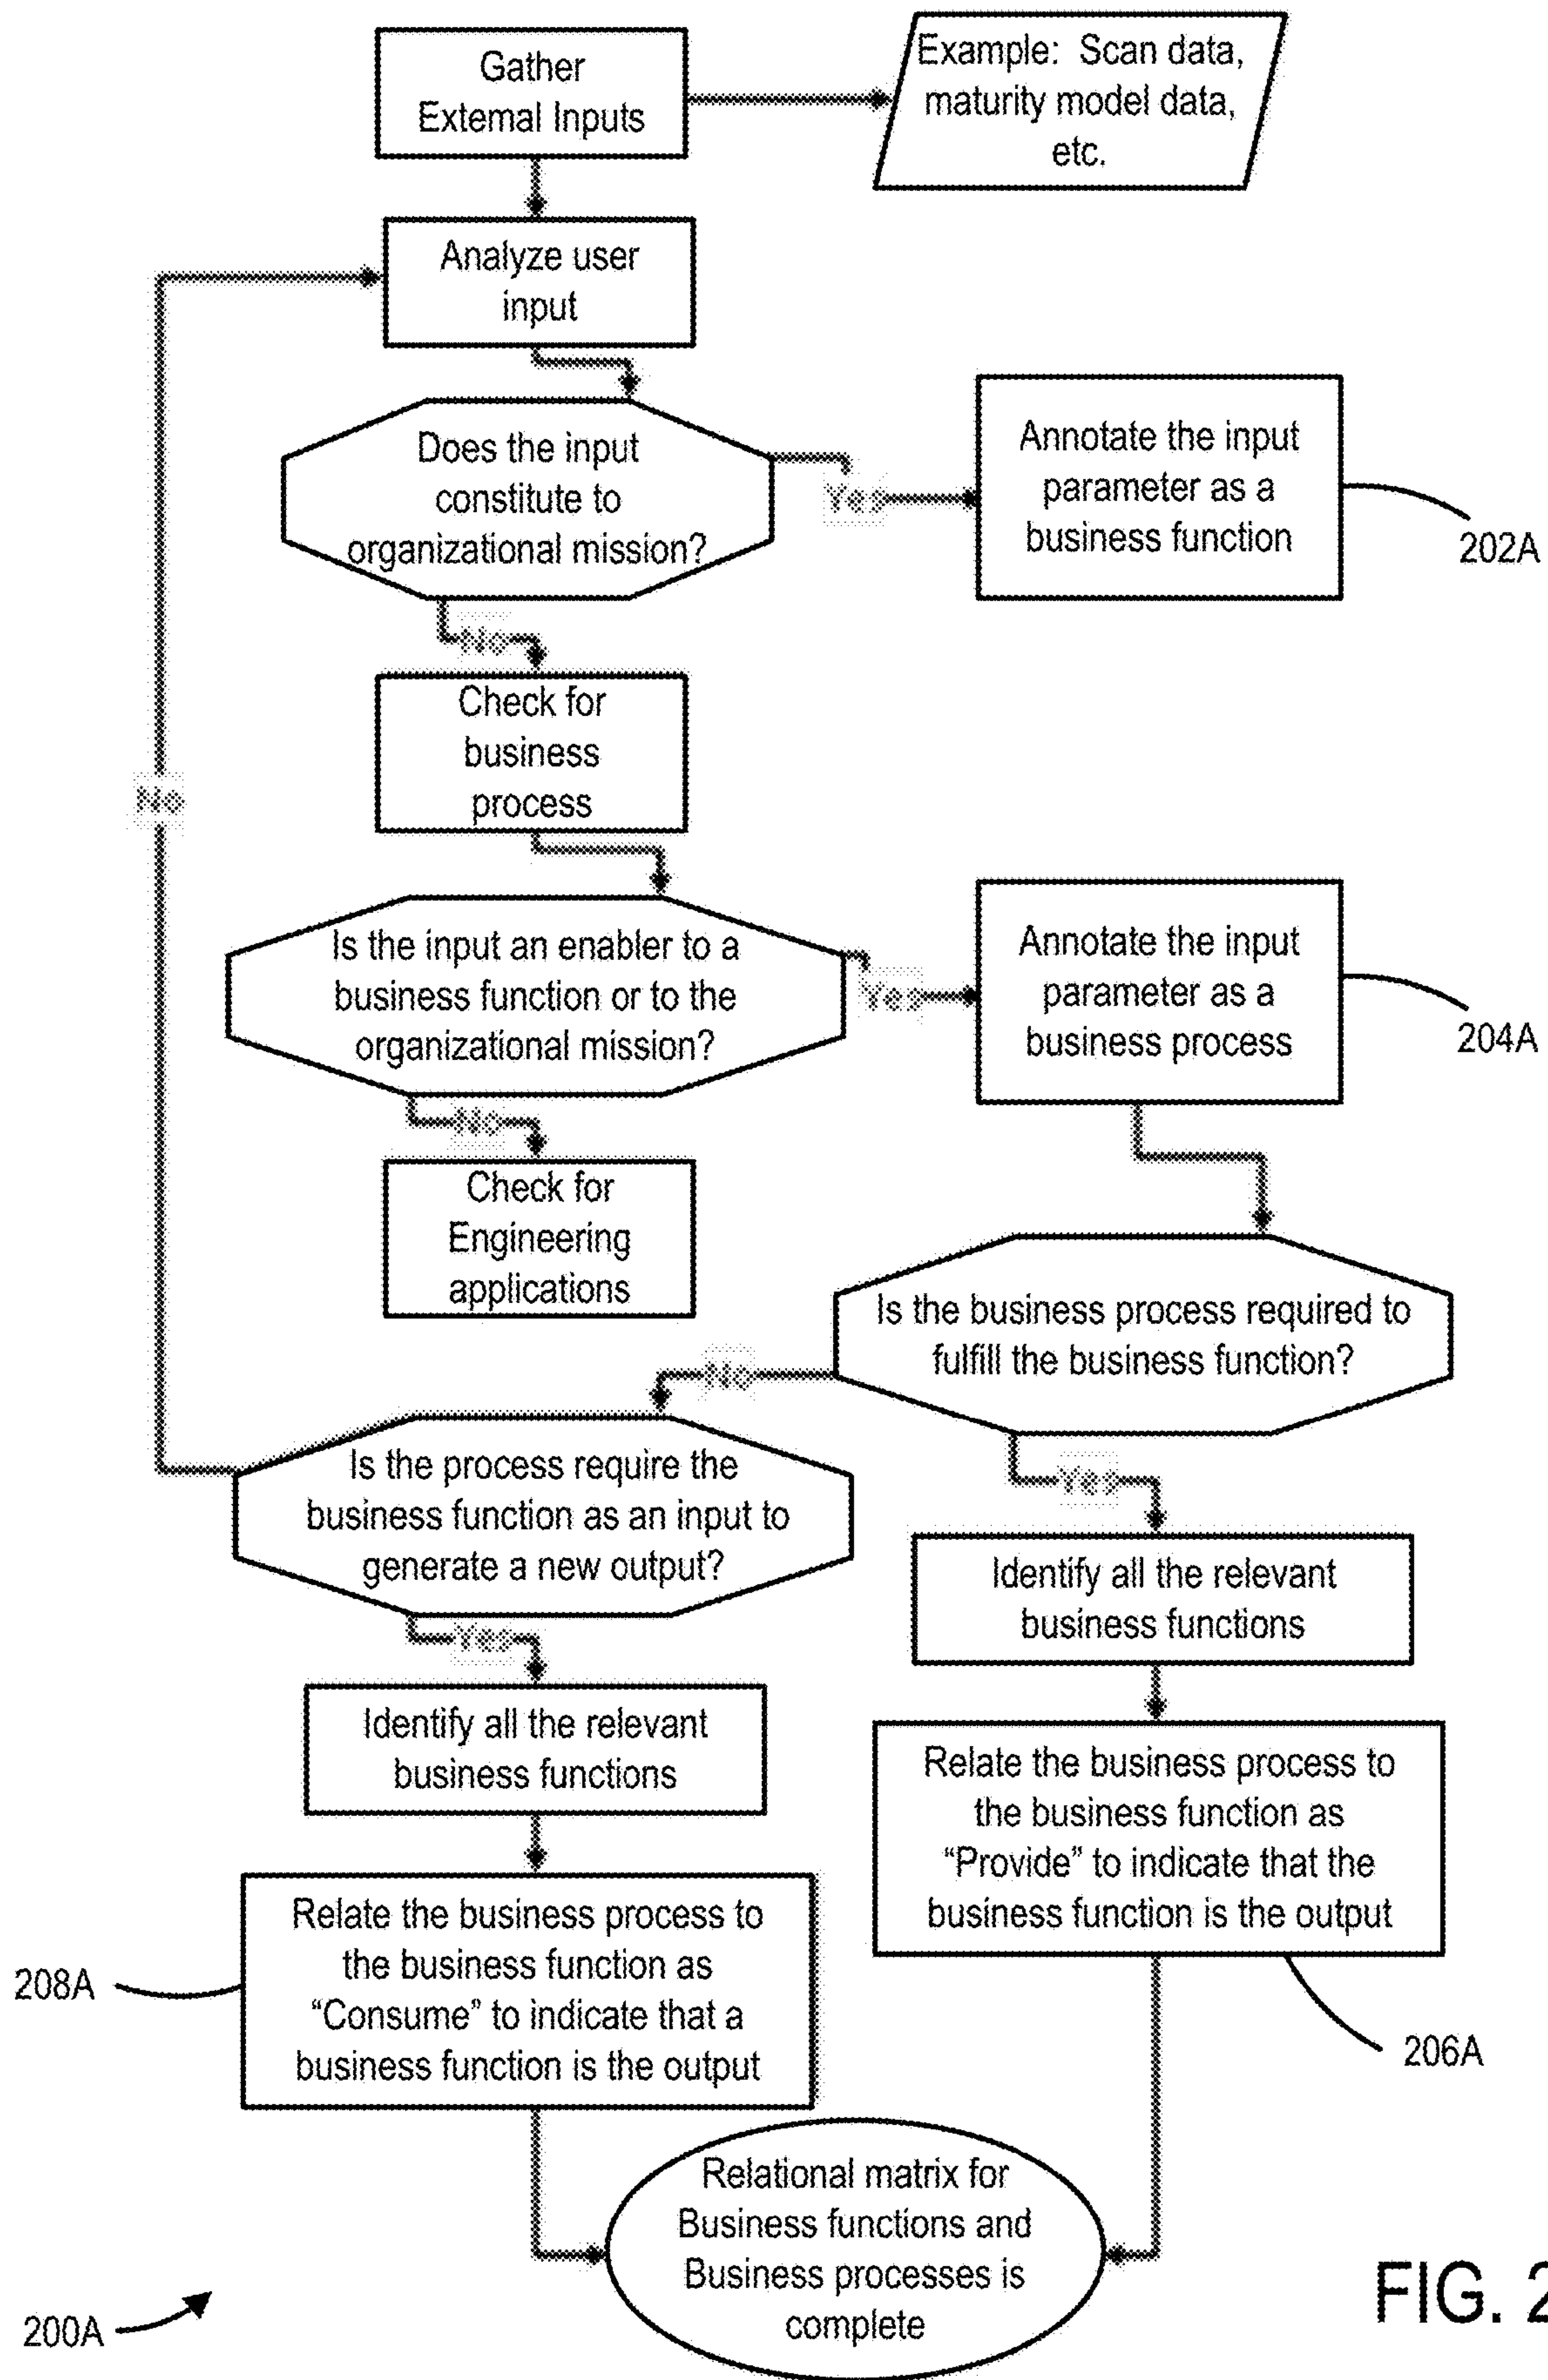 Gather
External Inputs
Example: Scan data,
maturity model data,
etc.
Analyze user
input
Does the input
constitute to
organizational mission?
Yes
Annotate the input
parameter as a
business function
202A
No
Check for
business
process
No
Is the input an enabler to a
business function or to the
organizational mission?
Yes
Annotate the input
parameter as a
business process
204A
No
Check for
Engineering
applications
Is the business process required to
fulfill the business function?
No
Is the process require the
business function as an input to
generate a new output?
Yes
Identify all the relevant
business functions
Yes
Identify all the relevant
business functions
Relate the business process to
the business function as
“Provide” to indicate that the
business function is the output
206A
Relate the business process to
the business function as
“Consume” to indicate that a
business function is the output
208A
Relational matrix for
Business functions and
Business processes is
complete
200A
FIG. 2